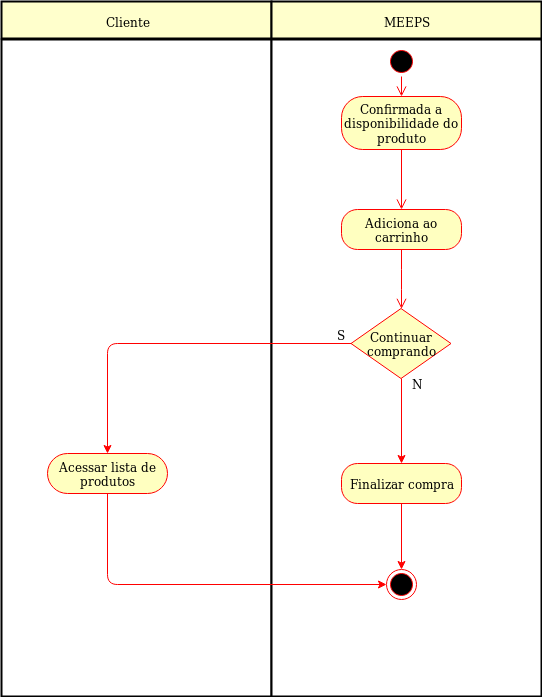 Cliente
MEEPS
Confirmada a
disponibilidade do
produto
Adiciona ao
carrinho
Continuar
comprando
S
N
Acessar lista de
produtos
Finalizar compra